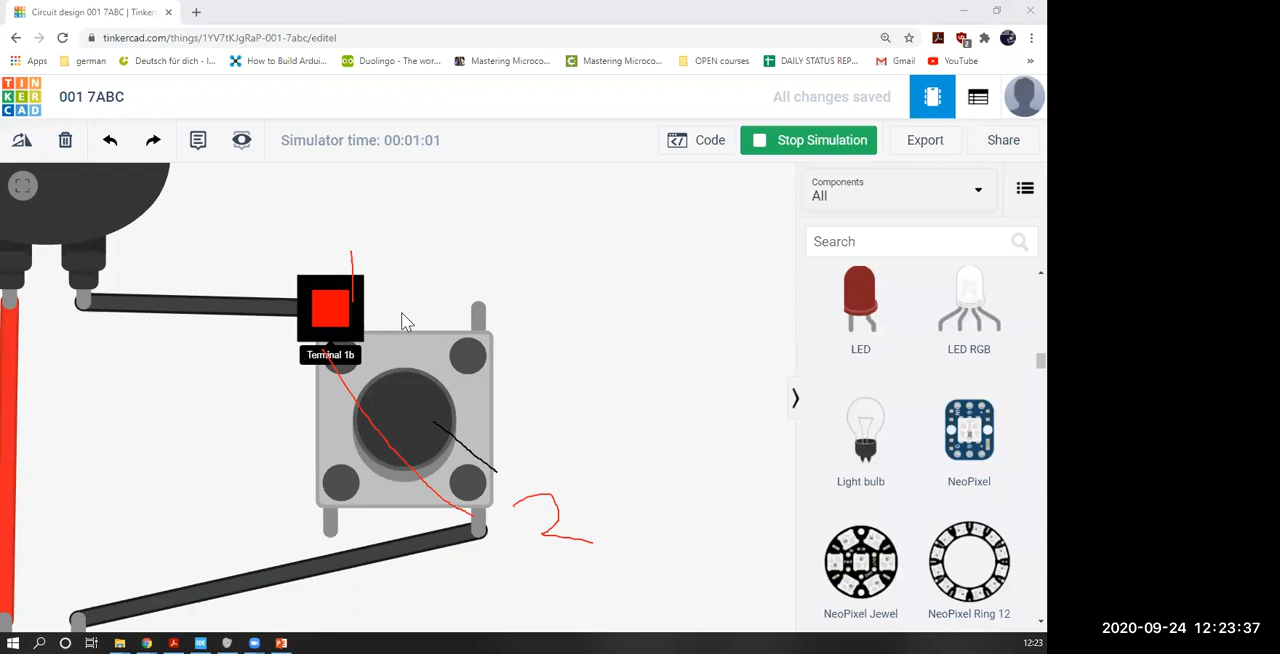 Circuit design 001 7ABC | Tinker
tinkercad.com/things/1YV7tKJgRaP-001-7abc/editel
2
Apps
german
Deutsch für dich - I...
How to Build Arduí...
Duolingo - The wor...
Mastering Microco...
Mastering Microco...
OPEN courses
DAILY STATUS REP...
Gmail
YouTube
»
TIN
KER
CAD
001 7ABC
All changes saved
Simulator time: 00:01:01
Code
Stop Simulation
Export
Share
Components
All
Search
Terminal 1b
1
2
LED
LED RGB
Light bulb
NeoPixel
NeoPixel Jewel
NeoPixel Ring 12
IDE
12:23
2020-09-24 12:23:37